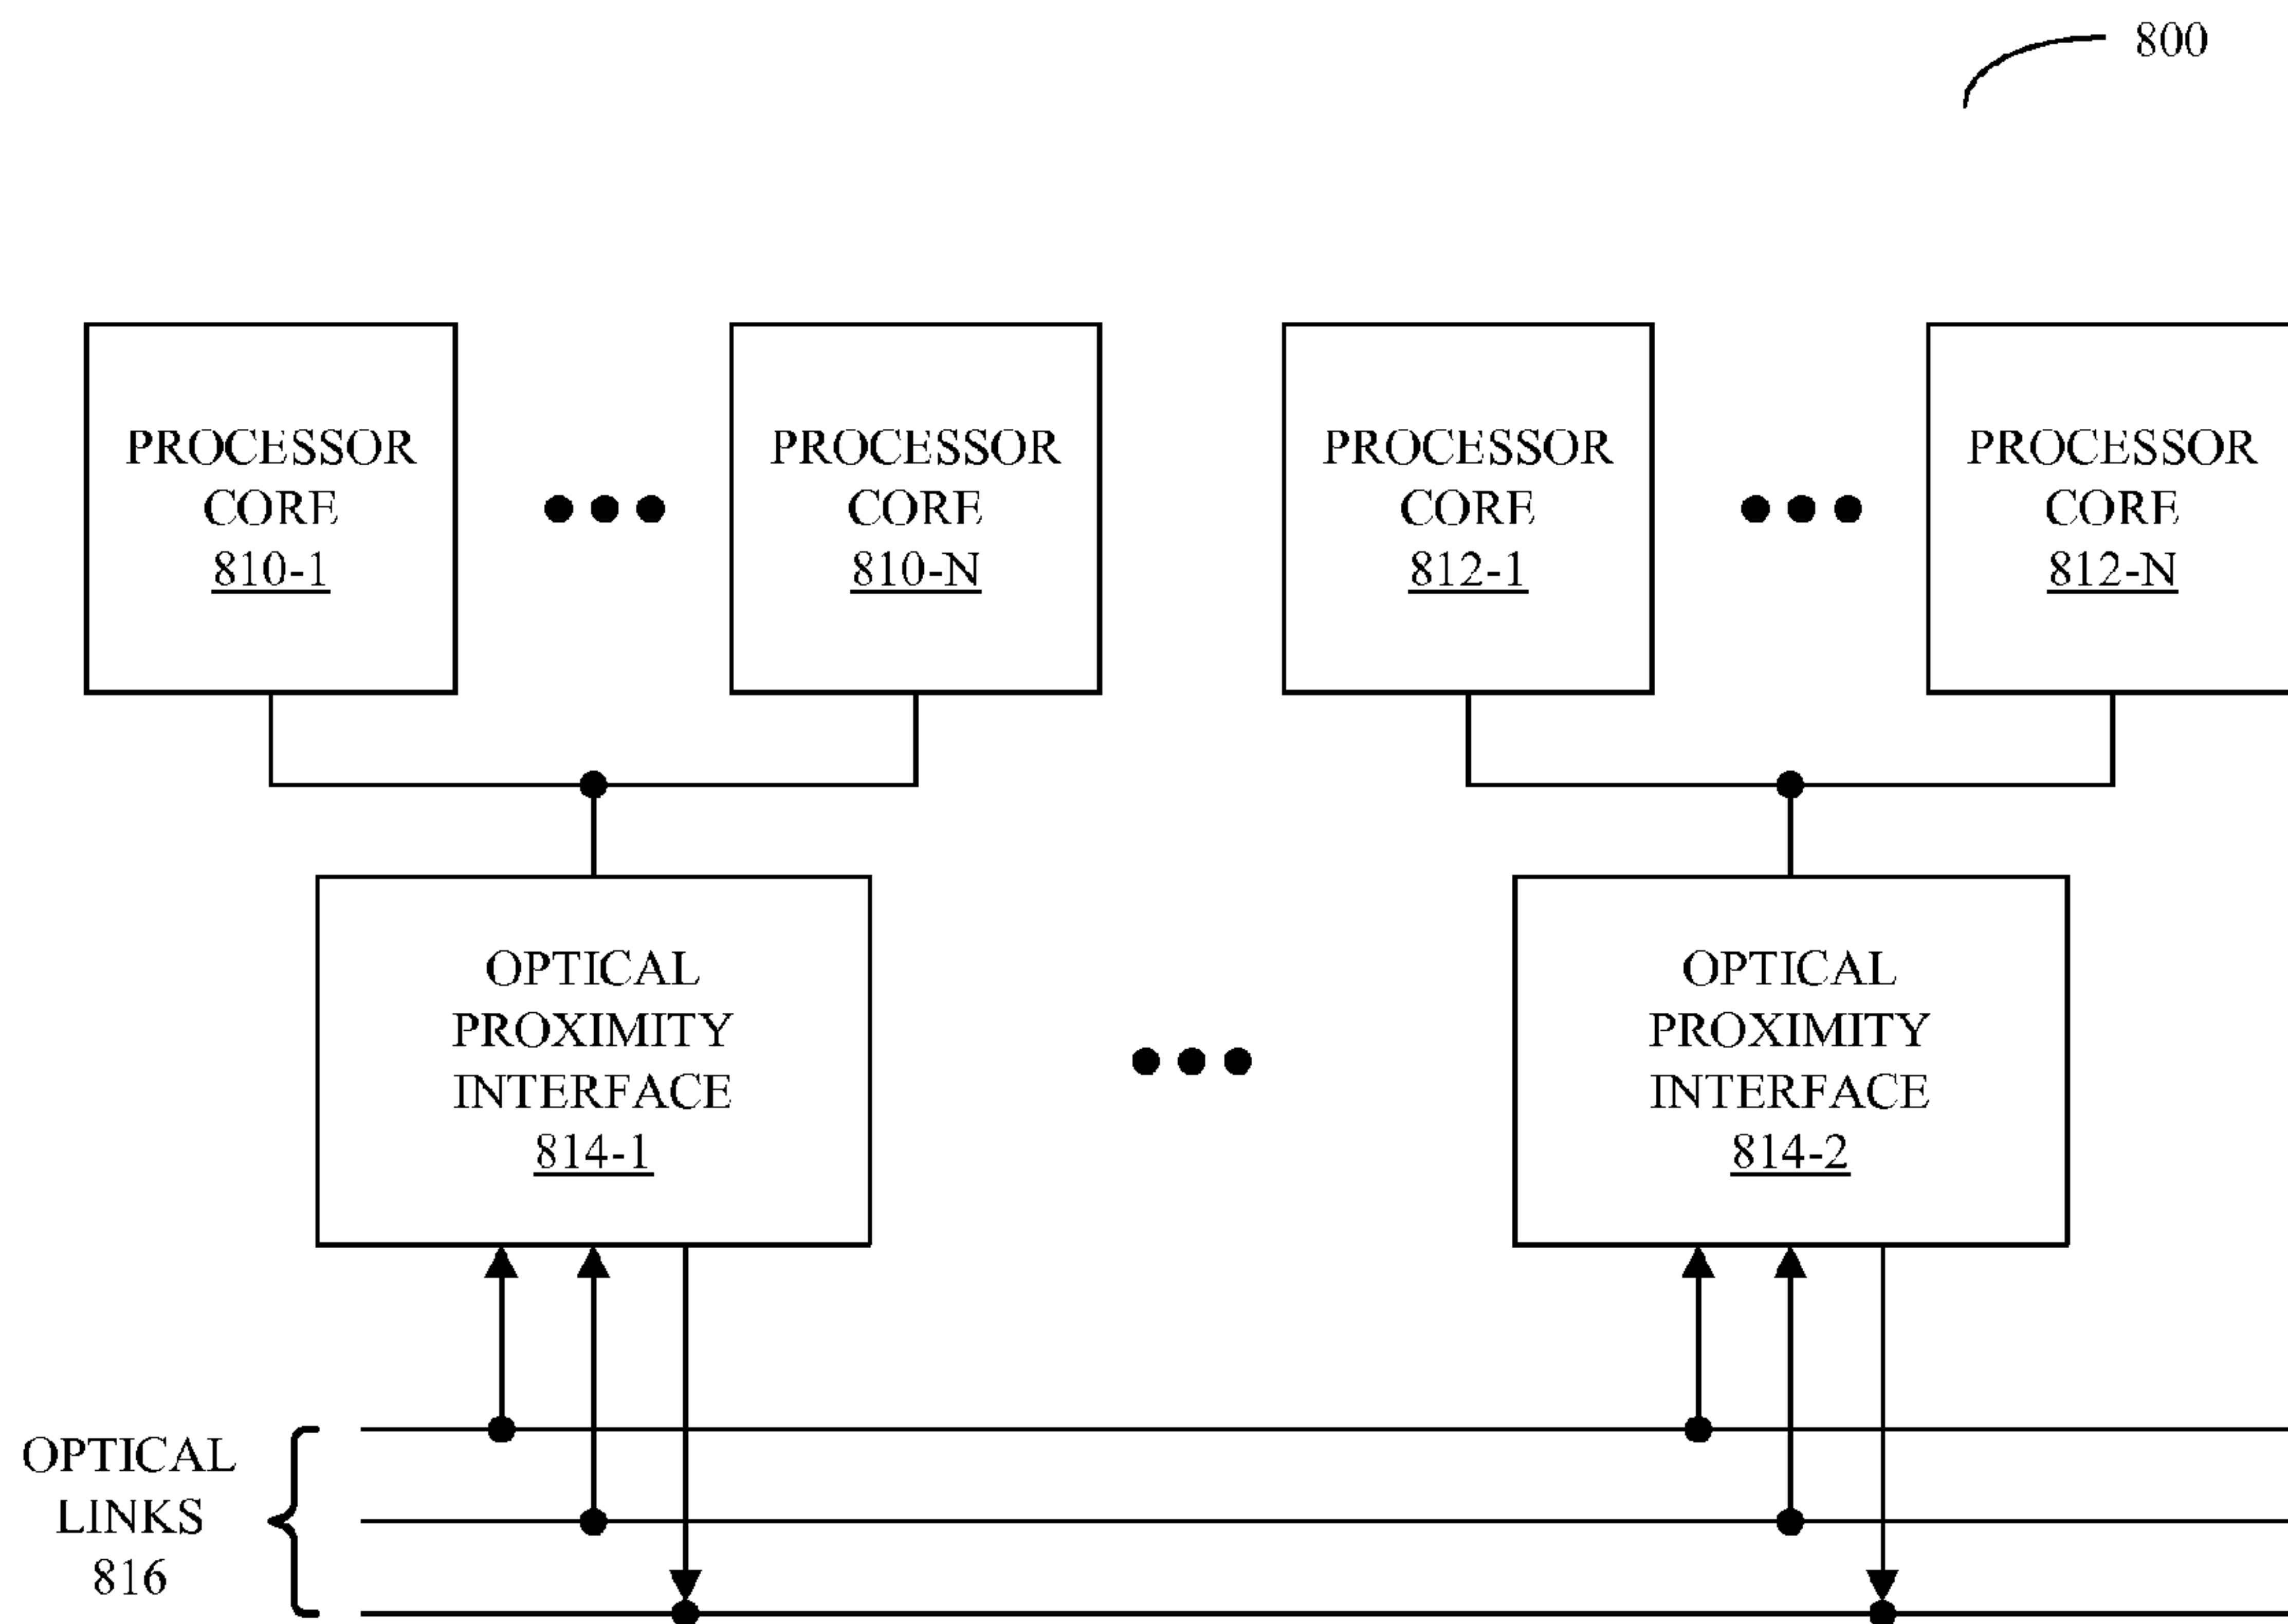 800
PROCESSOR
CORE
810-1
PROCESSOR
CORE
810-N
PROCESSOR
CORE
812-1
PROCESSOR
CORE
812-N
OPTICAL
PROXIMITY
INTERFACE
814-1
OPTICAL
PROXIMITY
INTERFACE
814-2
OPTICAL
LINKS
816